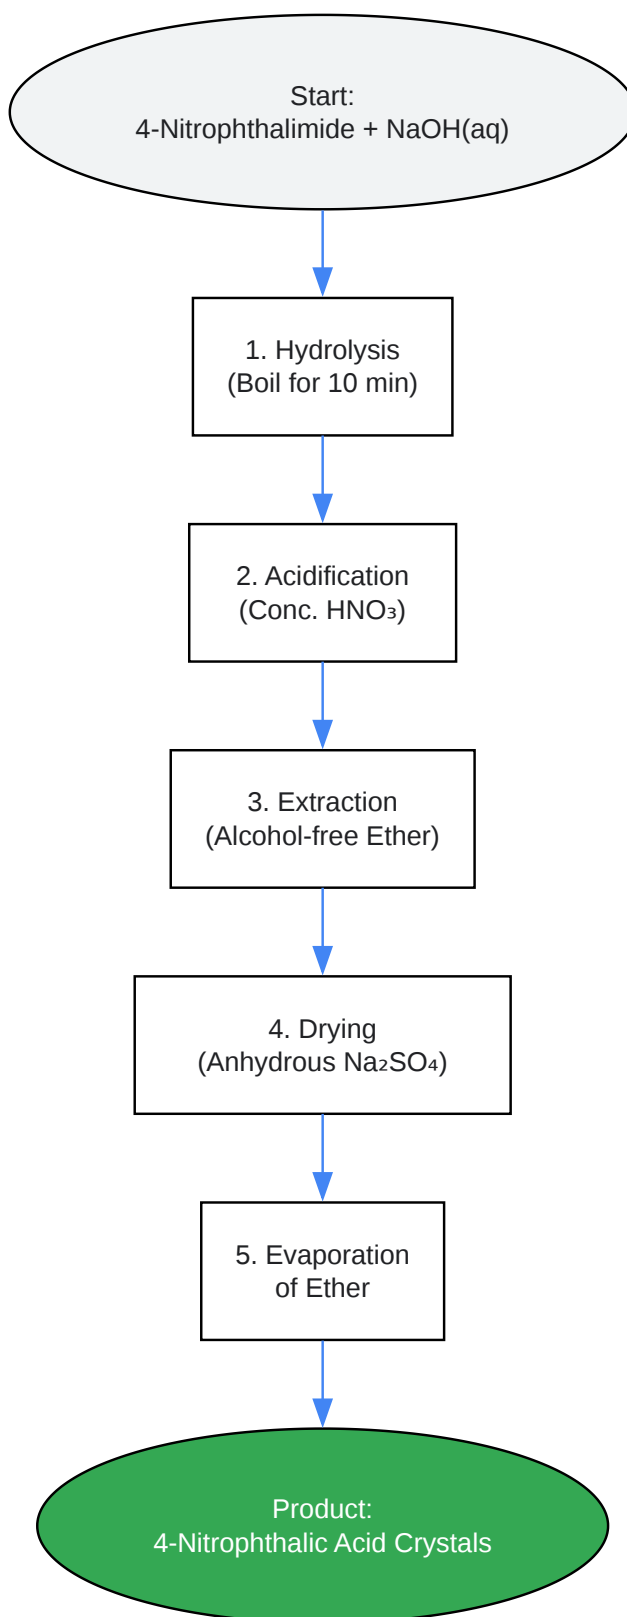 Start:
4-Nitrophthalimide + NaOH(aq)
1. Hydrolysis
(Boil for 10 min)
2. Acidification
(Conc. HNO₃)
3. Extraction
(Alcohol-free Ether)
4. Drying
(Anhydrous Na₂SO₄)
5. Evaporation
of Ether
Product:
4-Nitrophthalic Acid Crystals